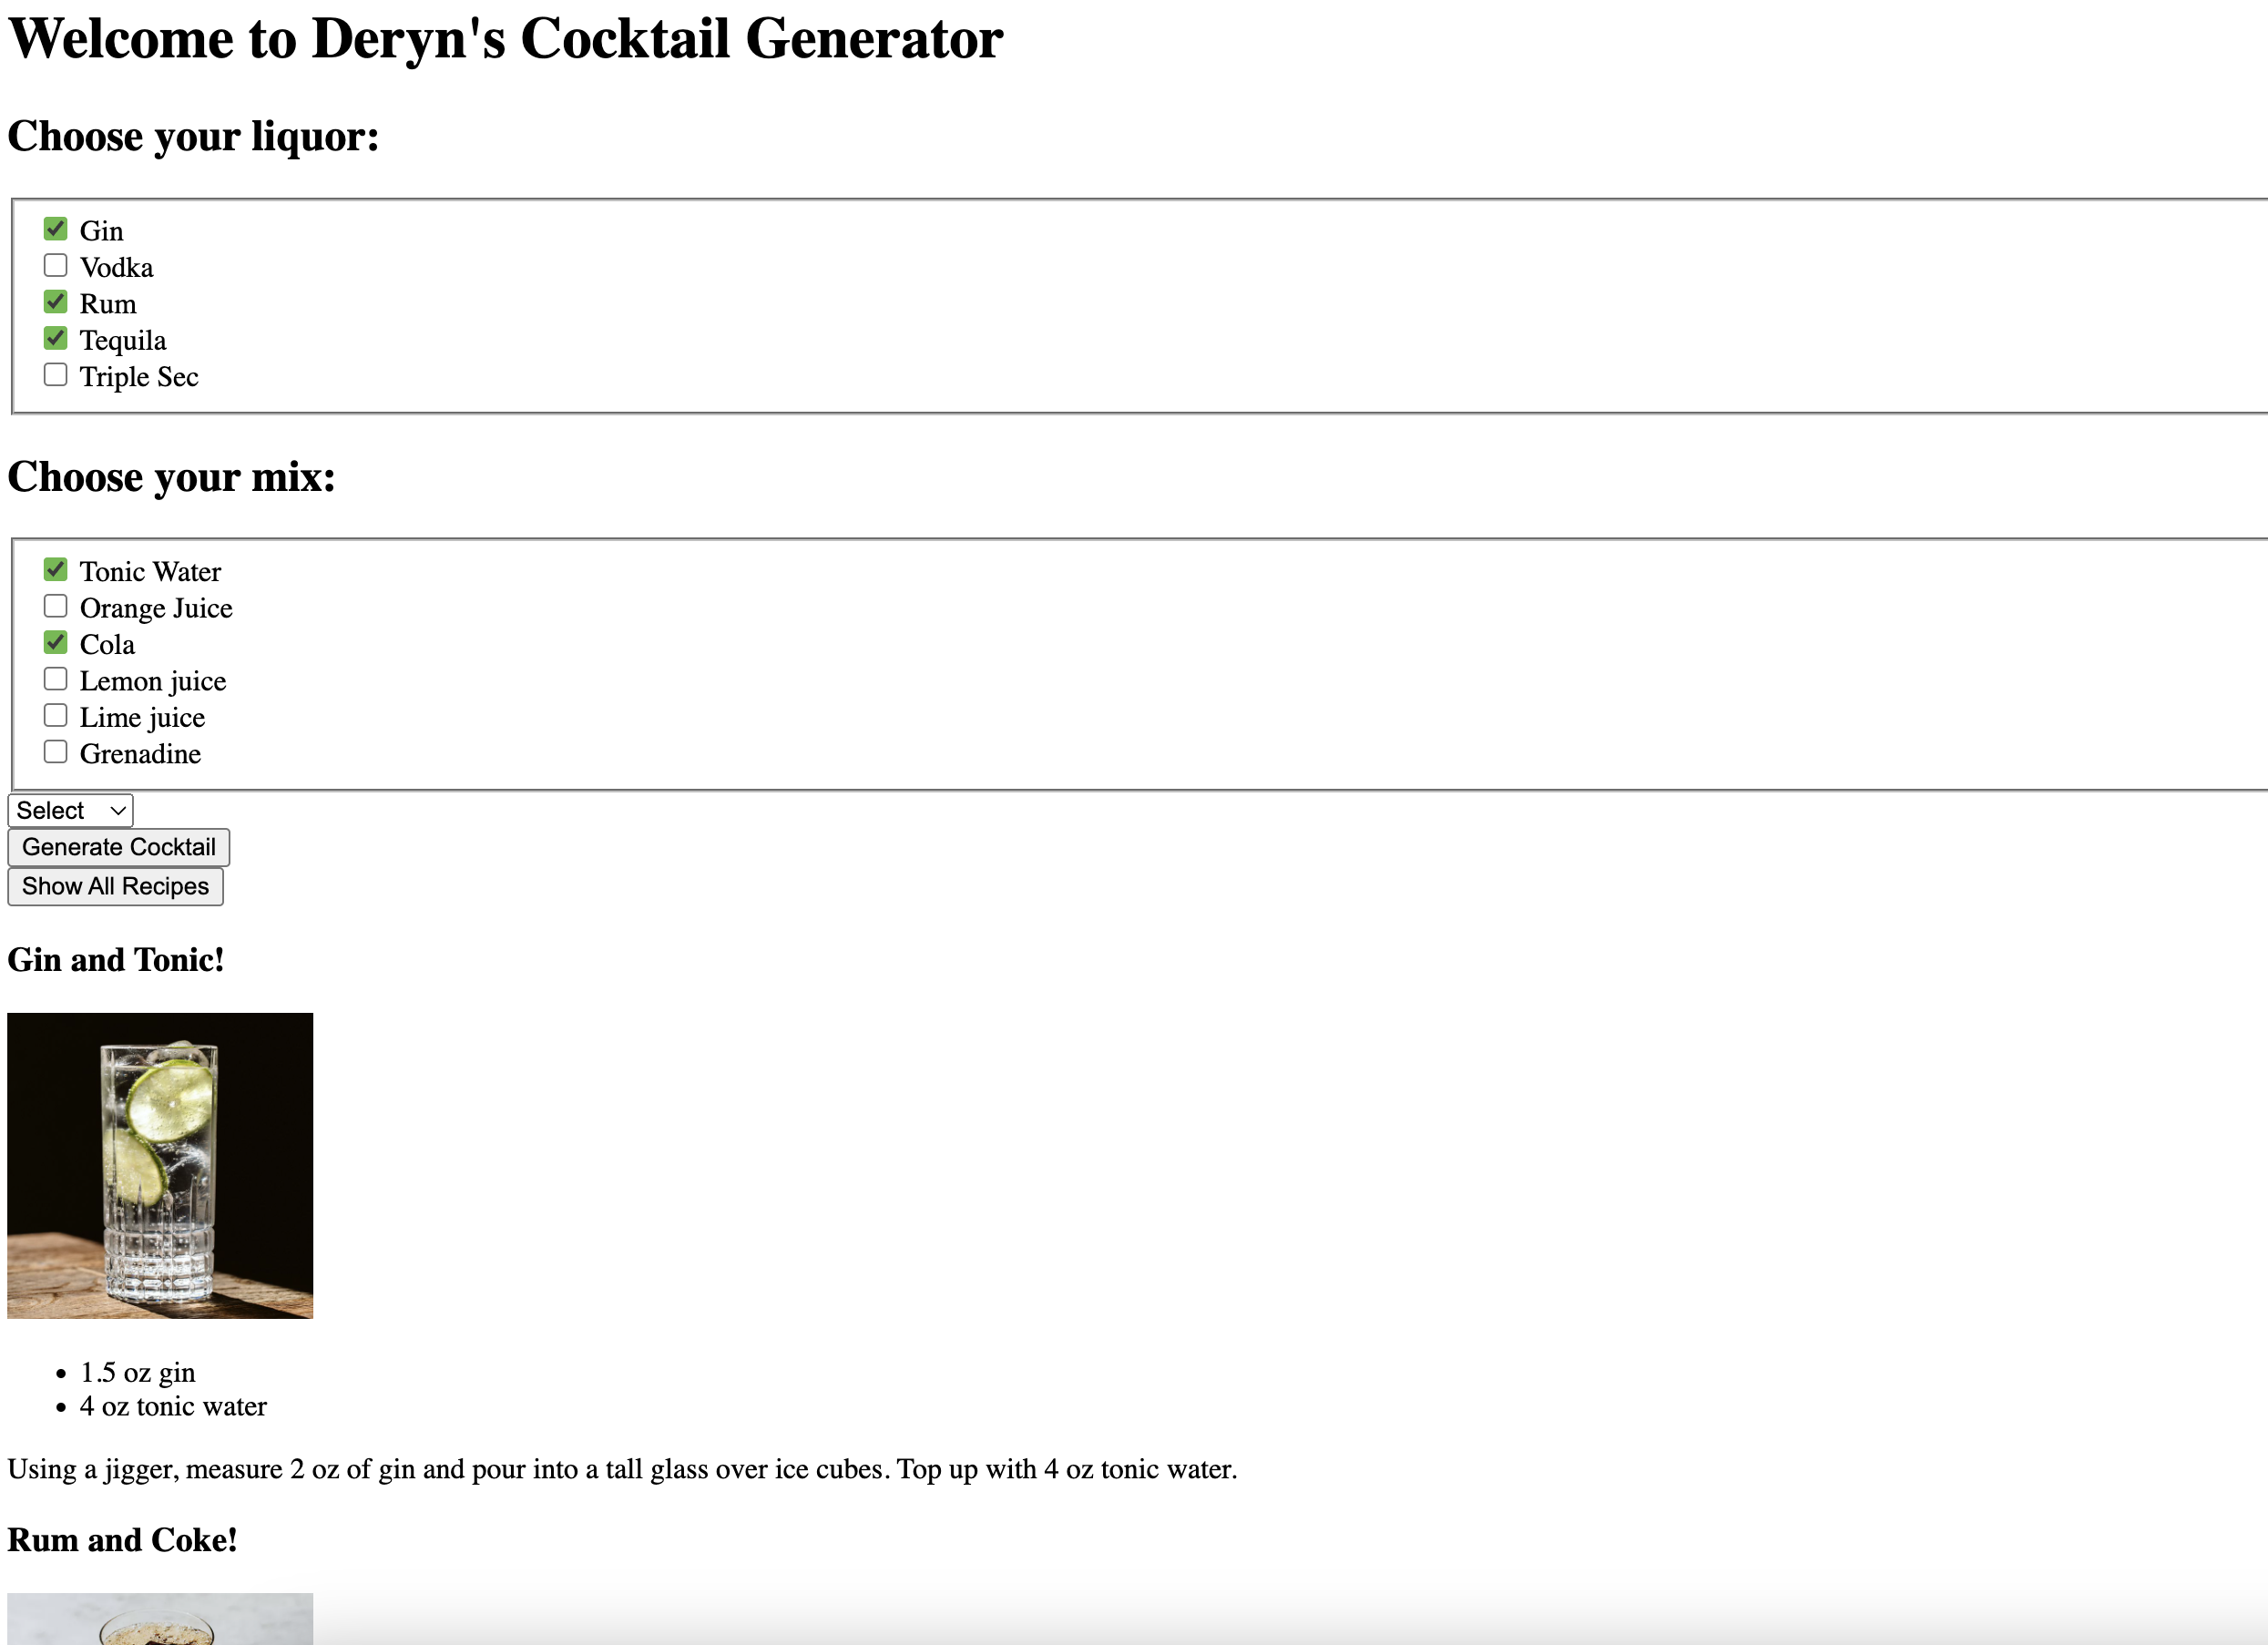 Welcome to Deryn's Cocktail Generator
Choose your liquor:
Gin
Vodka
Rum
Tequila
Triple Sec
Choose your mix:
Tonic Water
Orange Juice
Cola
Lemon juice
Lime juice
Grenadine
Select
Generate Cocktail
Show All Recipes
Gin and Tonic!
1.5 oz gin
4 oz tonic water
Using a jigger, measure 2 oz of gin and pour into a tall glass over ice cubes. Top up with 4 oz tonic water.
Rum and Coke!